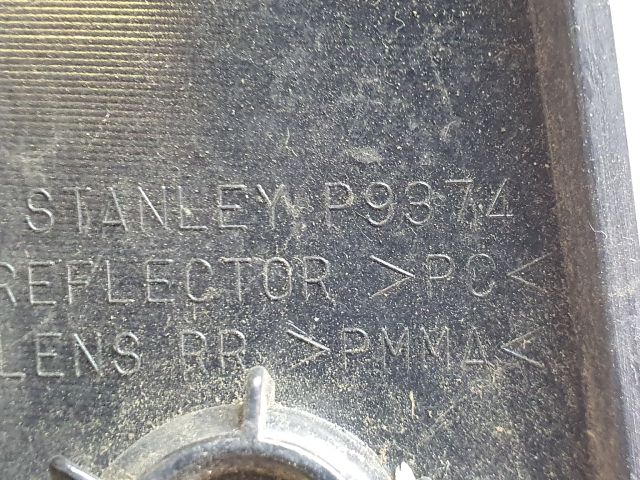 STANLEY P9374
REFLECTOR >PC<
LENS RR >PMMA<